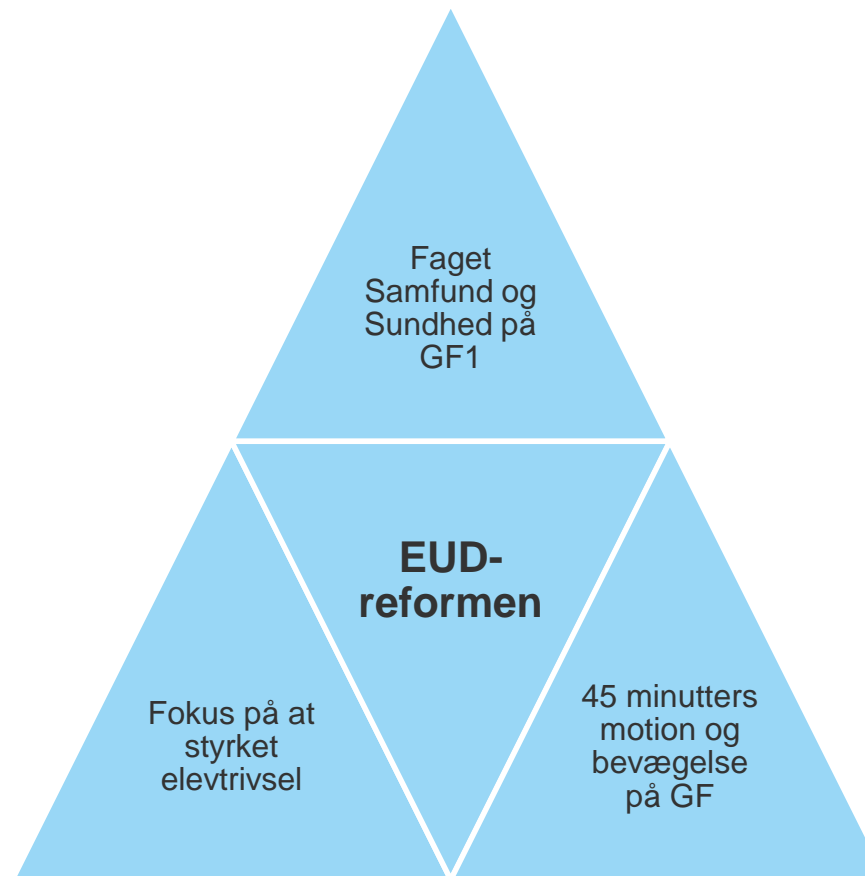 Faget
Samfund og
Sundhed på
GF1
EUD-
reformen
Fokus på at
styrket
elevtrivsel
45 minutters
motion og
bevægelse
på GF